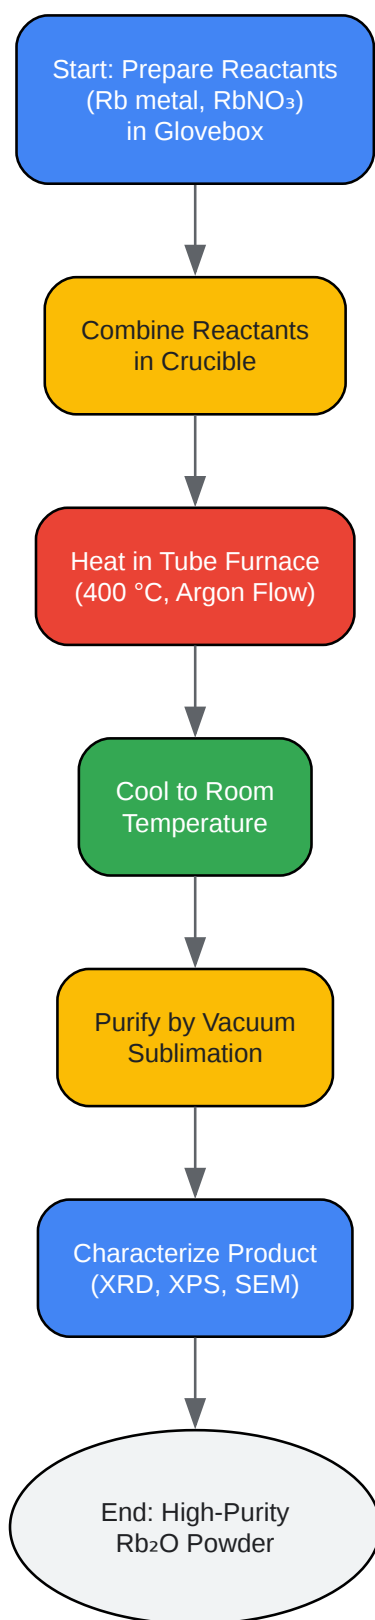 Start: Prepare Reactants
(Rb metal, RbNO₃)
in Glovebox
Combine Reactants
in Crucible
Heat in Tube Furnace
(400 °C, Argon Flow)
Cool to Room
Temperature
Purify by Vacuum
Sublimation
Characterize Product
(XRD, XPS, SEM)
End: High-Purity
Rb₂O Powder